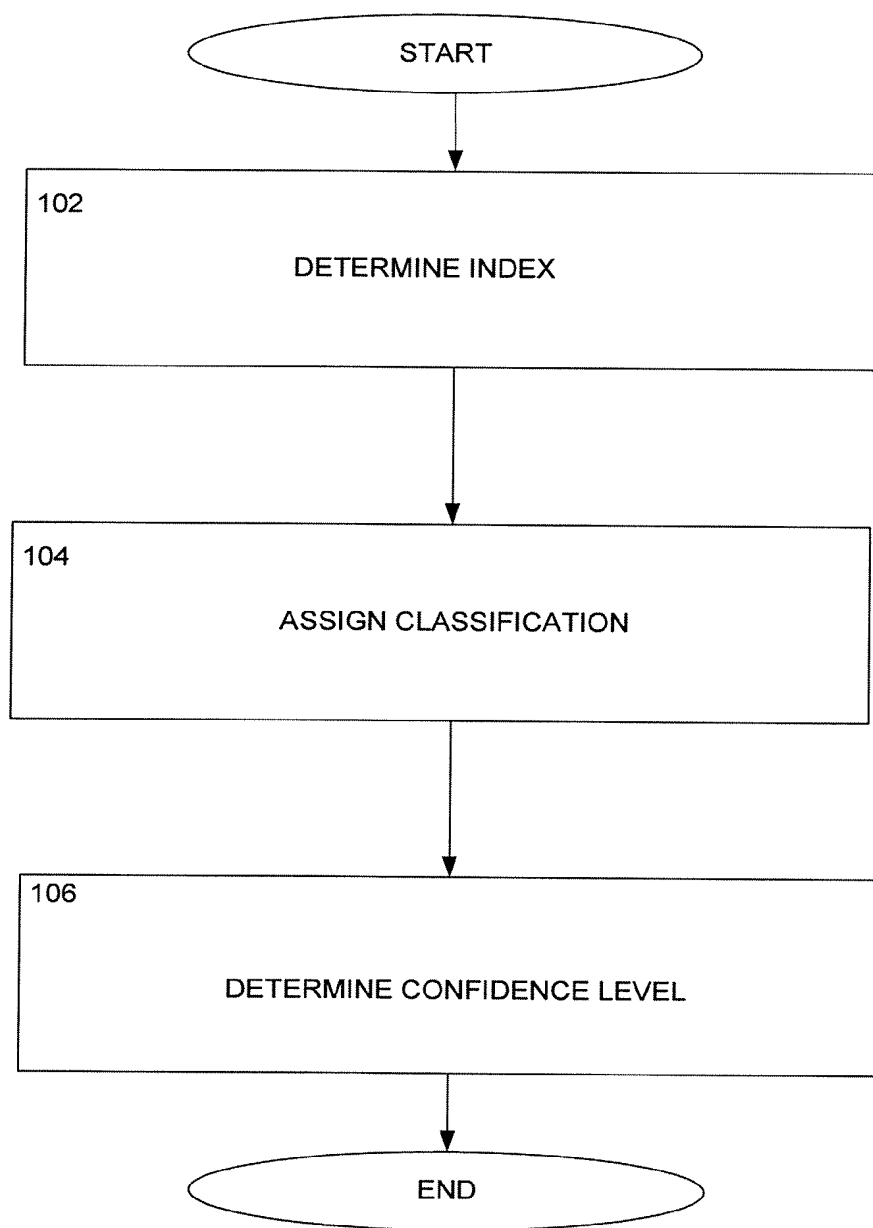 START
102
DETERMINE INDEX
104
ASSIGN CLASSIFICATION
106
DETERMINE CONFIDENCE LEVEL
END